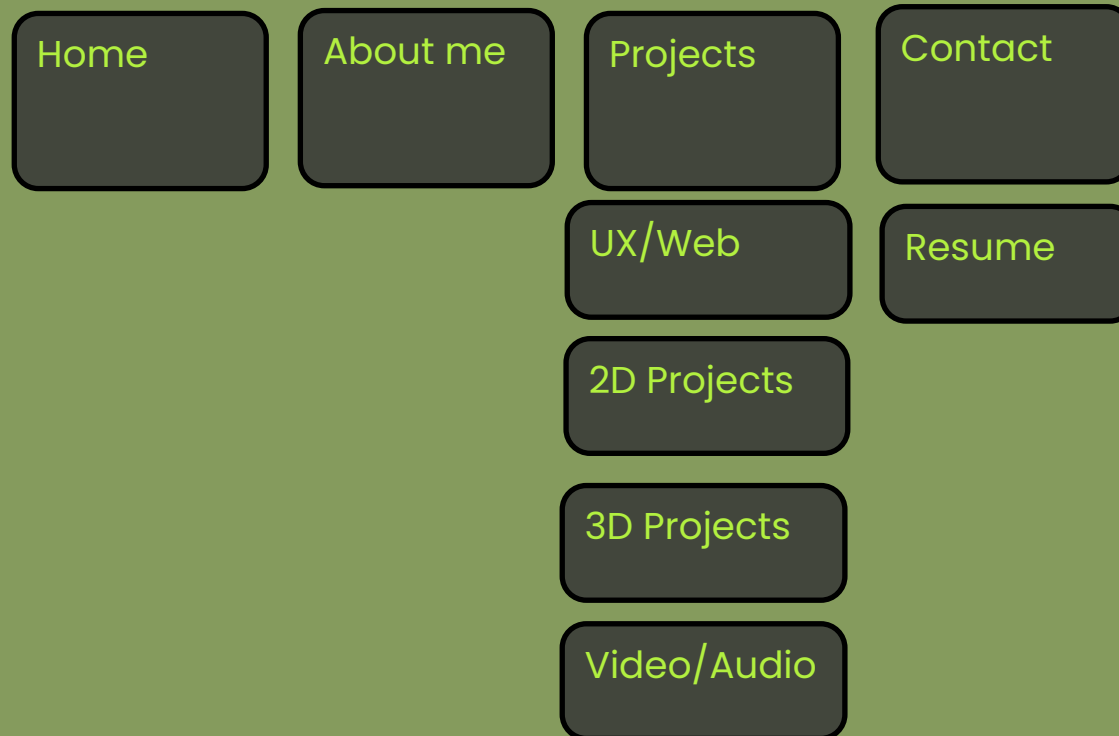 Home
About me
Projects
Contact
UX/Web
Resume
2D Projects
3D Projects
Video/Audio